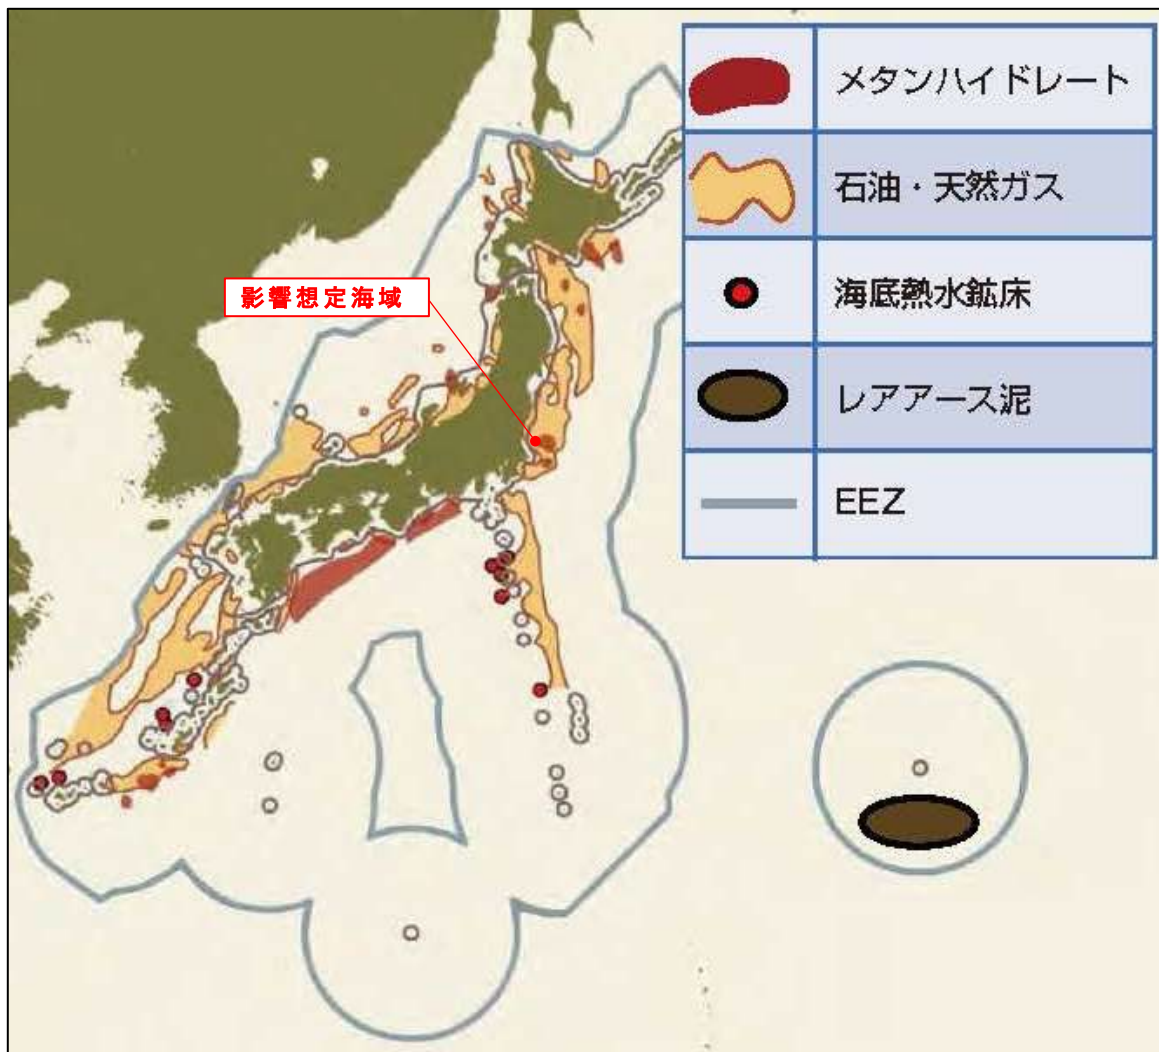 メタンハイドレート
石油・天然ガス
影響想定海域
海底熱水鉱床
レアアース泥
EEZ